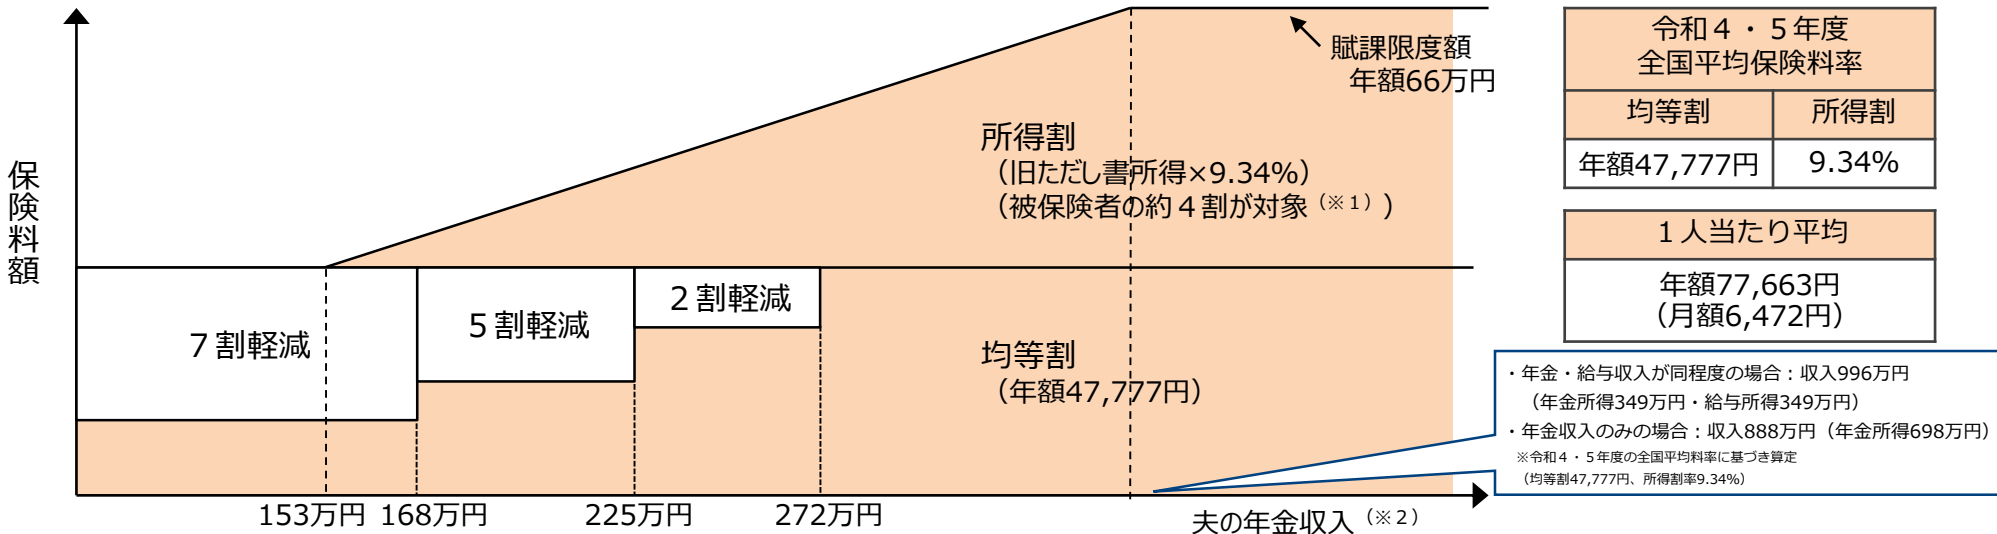 保険料額
賦課限度額
年額66万円
所得割
（旧ただし書所得×9.34%）
（被保険者の約４割が対象（※１））
７割軽減
５割軽減
２割軽減
均等割
（年額47,777円）
153万円
168万円
225万円
272万円
夫の年金収入（※２）
令和４・５年度
全国平均保険料率
均等割
所得割
年額47,777円
9.34%
１人当たり平均
年額77,663円
（月額6,472円）
・年金・給与収入が同程度の場合：収入996万円
（年金所得349万円・給与所得349万円）
・年金収入のみの場合：収入888万円（年金所得698万円）
※令和４・５年度の全国平均料率に基づき算定
（均等割47,777円、所得割率9.34%）